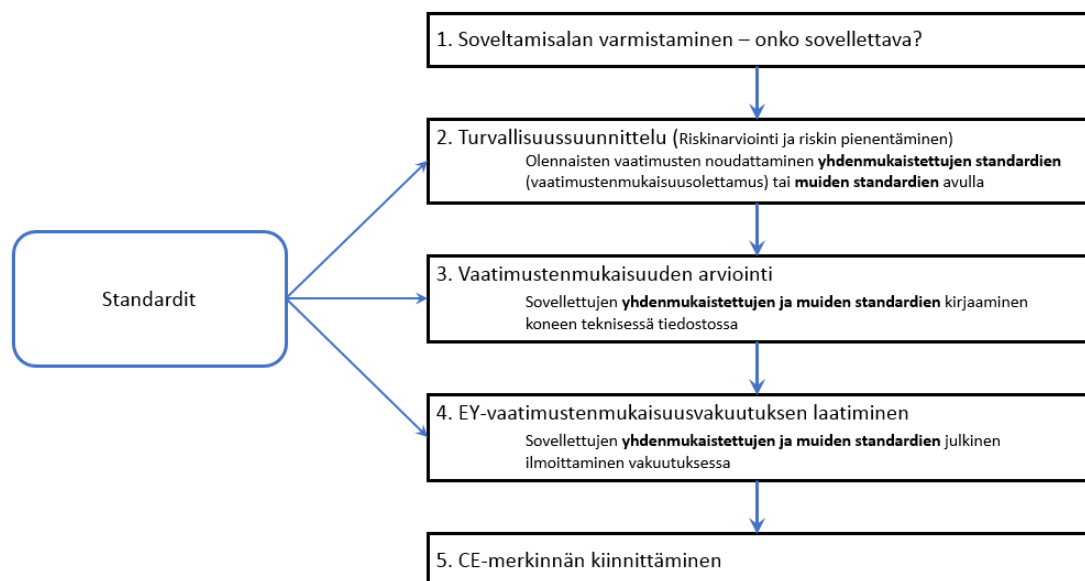 1. Soveltamisalan varmistaminen – onko sovellettava?
2. Turvallisuussuunnittelu (Riskinarviointi ja riskin pienentäminen)
Olennaisten vaatimusten noudattaminen yhdenmukaistettujen standardien
(vaatimustenmukaisuusolettamus) tai muiden standardien avulla
Standardit
3. Vaatimustenmukaisuuden arviointi
Sovellettujen yhdenmukaistettujen ja muiden standardien kirjaaminen
koneen teknisessä tiedostossa
4. EY-vaatimustenmukaisuusvakuutuksen laatiminen
Sovellettujen yhdenmukaistettujen ja muiden standardien julkinen
ilmoittaminen vakuutuksessa
5. CE-merkinnän kiinnittäminen